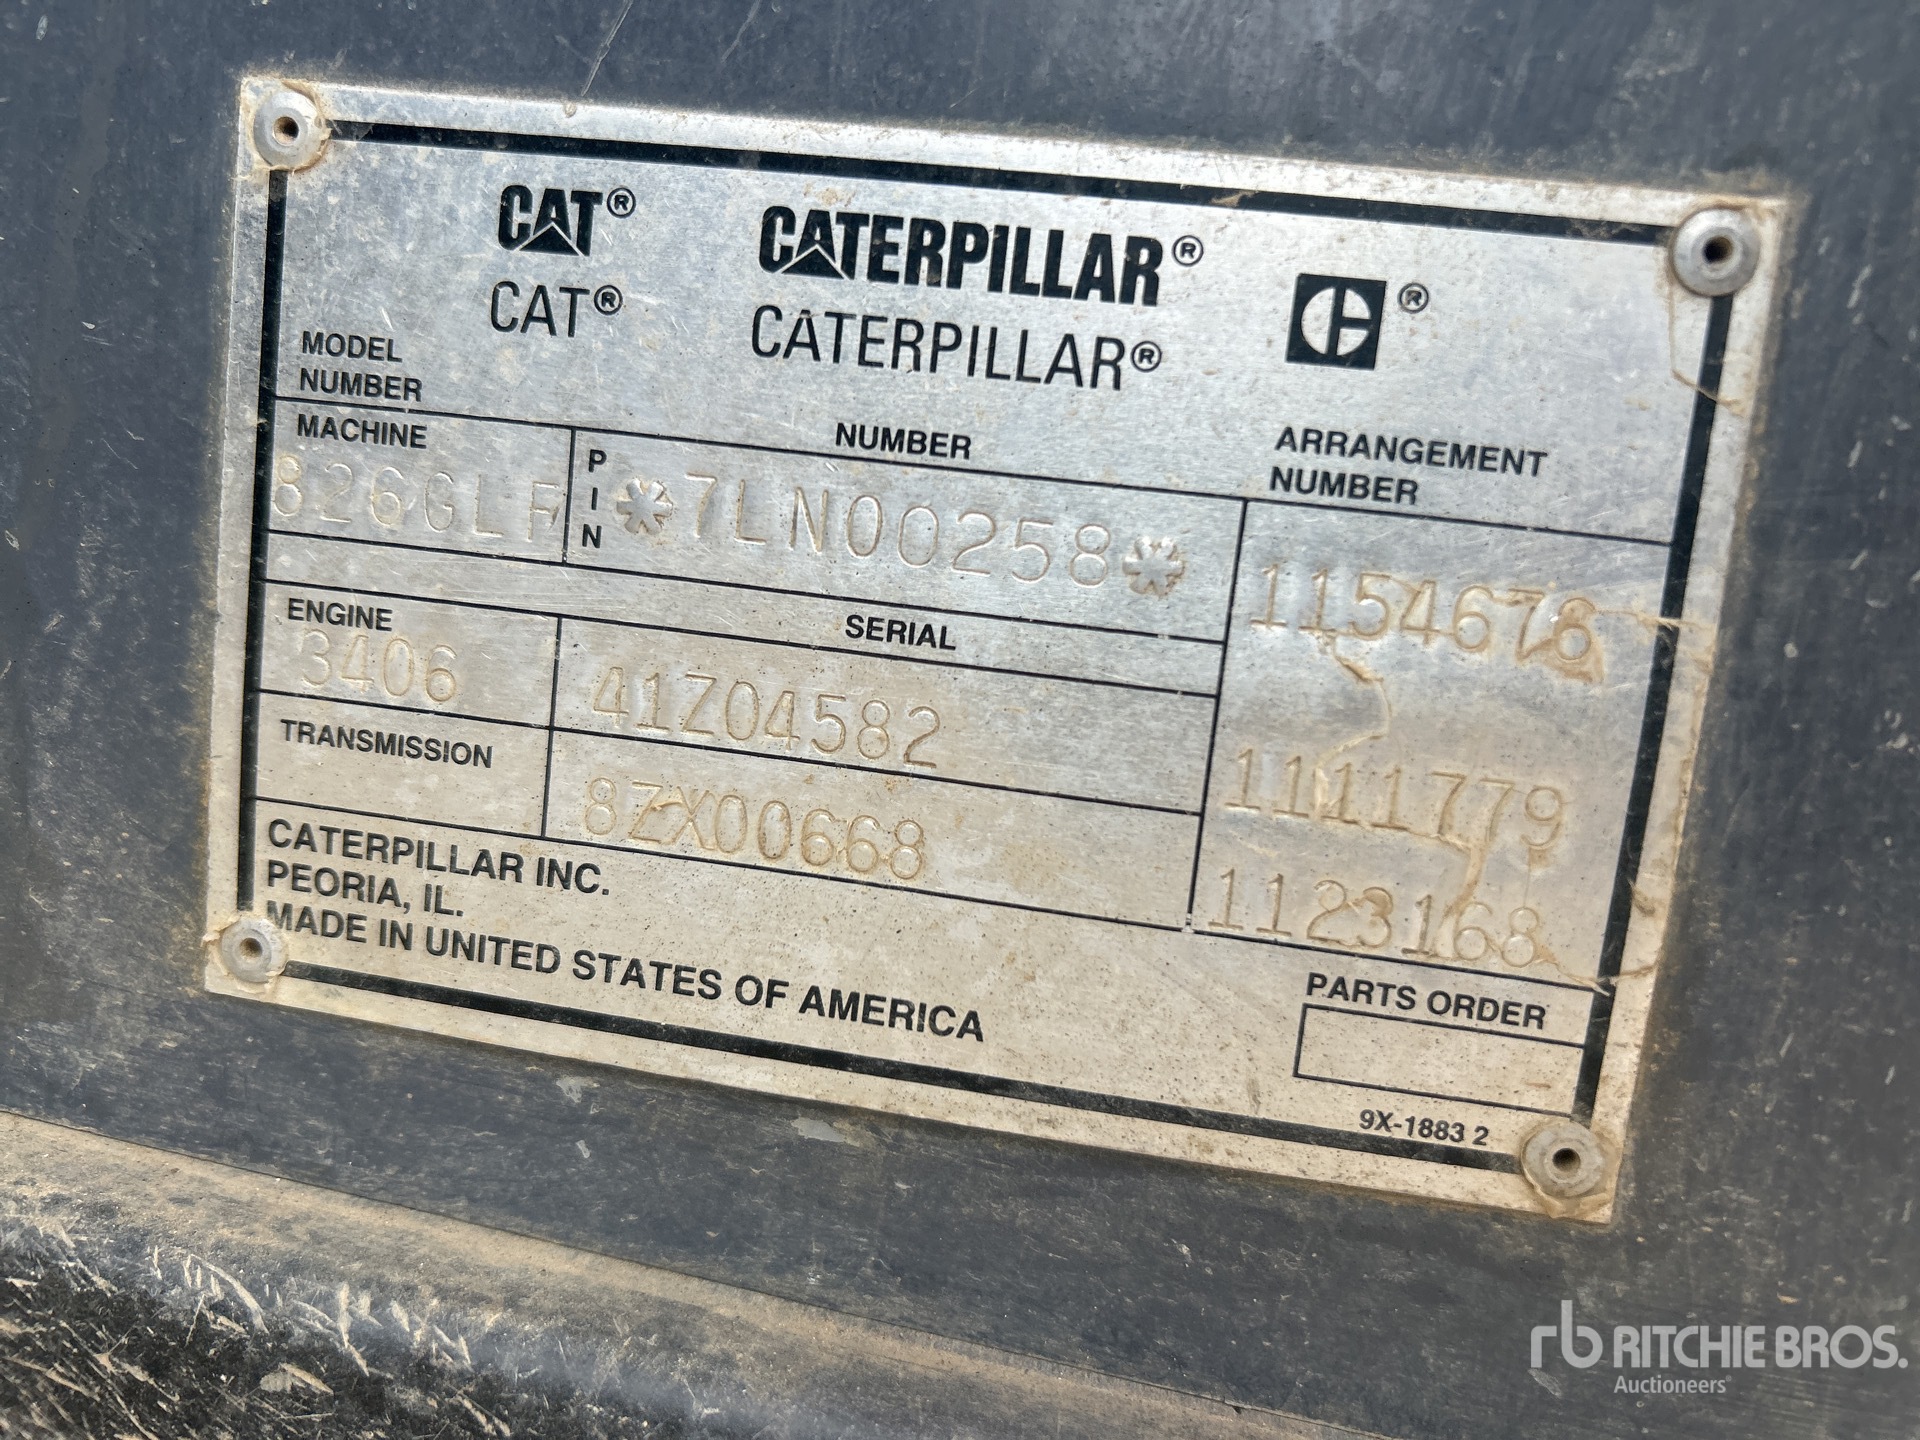 CAT® CATERPILLAR®
CAT® CATERPILLAR® ®
MODEL
NUMBER
NUMBER
ARRANGEMENT
NUMBER
MACHINE
826GLF
PIN
*7LN00258*
1154678
ENGINE
SERIAL
3406
41Z04582
1111779
TRANSMISSION
8ZX00668
1123168
CATERPILLAR INC.
PEORIA, IL.
MADE IN UNITED STATES OF AMERICA
PARTS ORDER
9X-1883 2
rb RITCHIE BROS.
Auctioneers